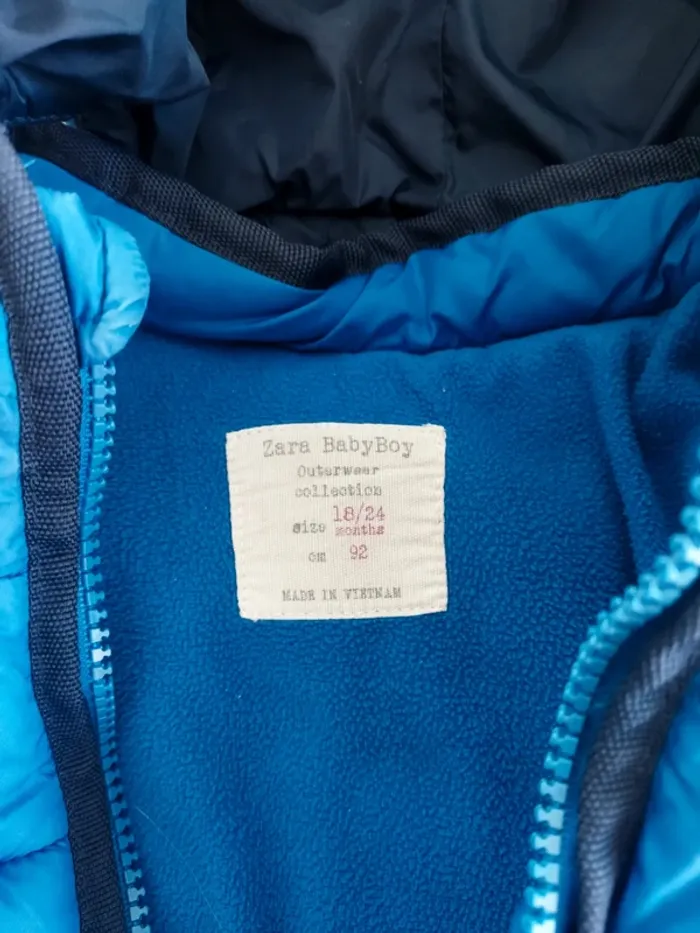 Zara BabyBoy
Outerwear
collection
size 18/24
months
cm 92
MADE IN VIETNAM